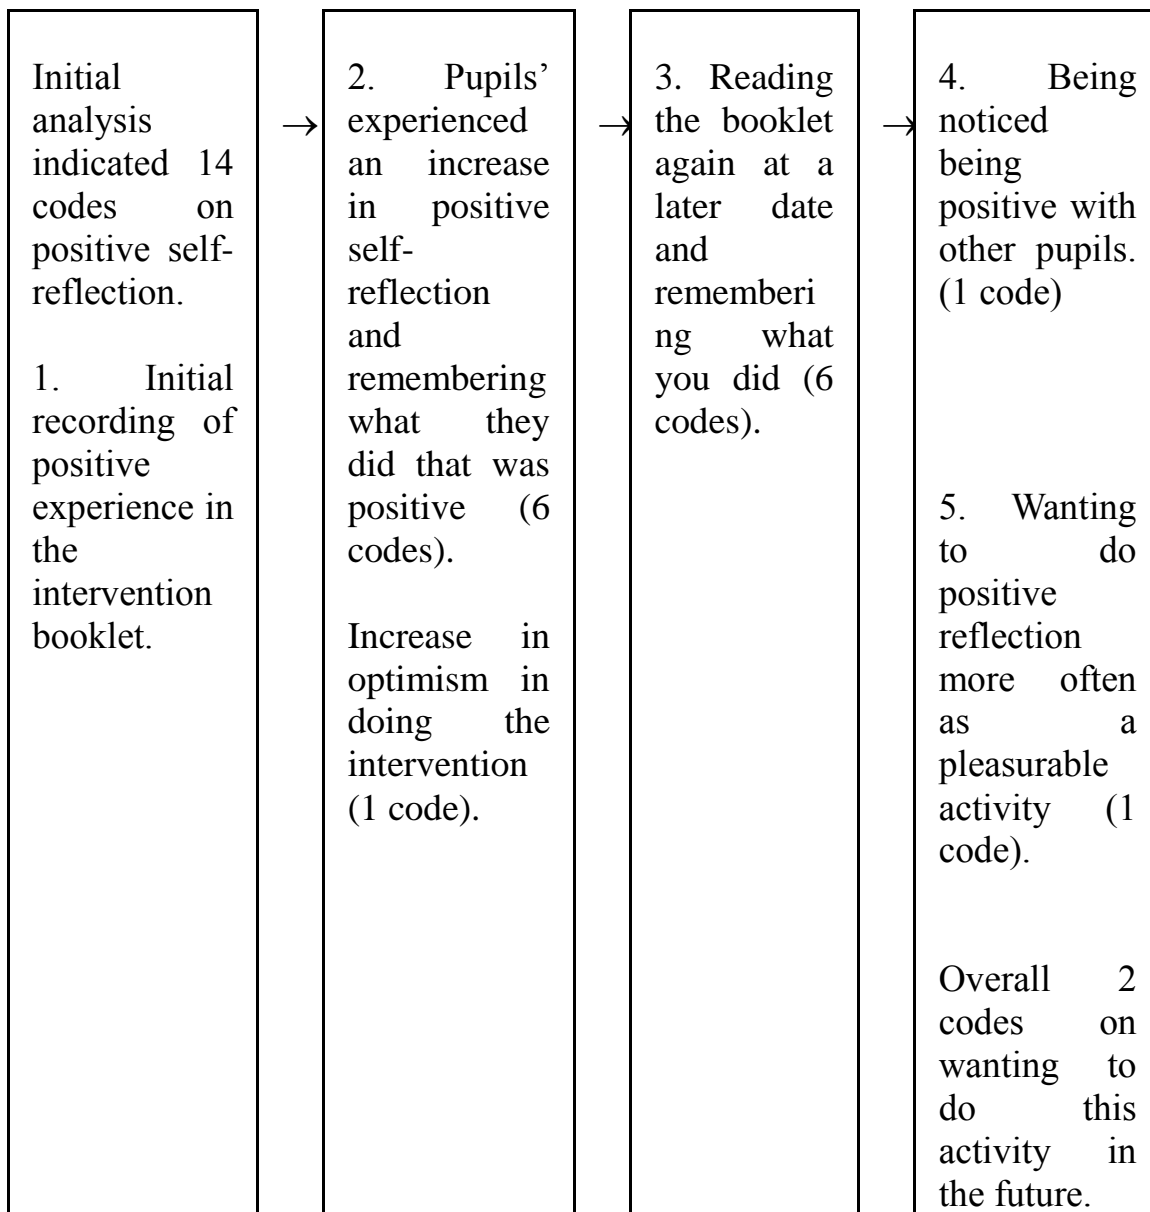 Initial
analysis
indicated 14
codes on
positive self-
reflection.
1. Initial
recording of
positive
experience in
the
intervention
booklet.
→
2. Pupils’
experienced
an increase
in positive
self-
reflection
and
remembering
what they
did that was
positive (6
codes).
Increase in
optimism in
doing the
intervention
(1 code).
→
3. Reading
the booklet
again at a
later date
and
rememberi
ng what
you did (6
codes).
→
4. Being
noticed
being
positive with
other pupils.
(1 code)
5. Wanting
to do
positive
reflection
more often
as a
pleasurable
activity (1
code).
Overall 2
codes on
wanting to
do this
activity in
the future.